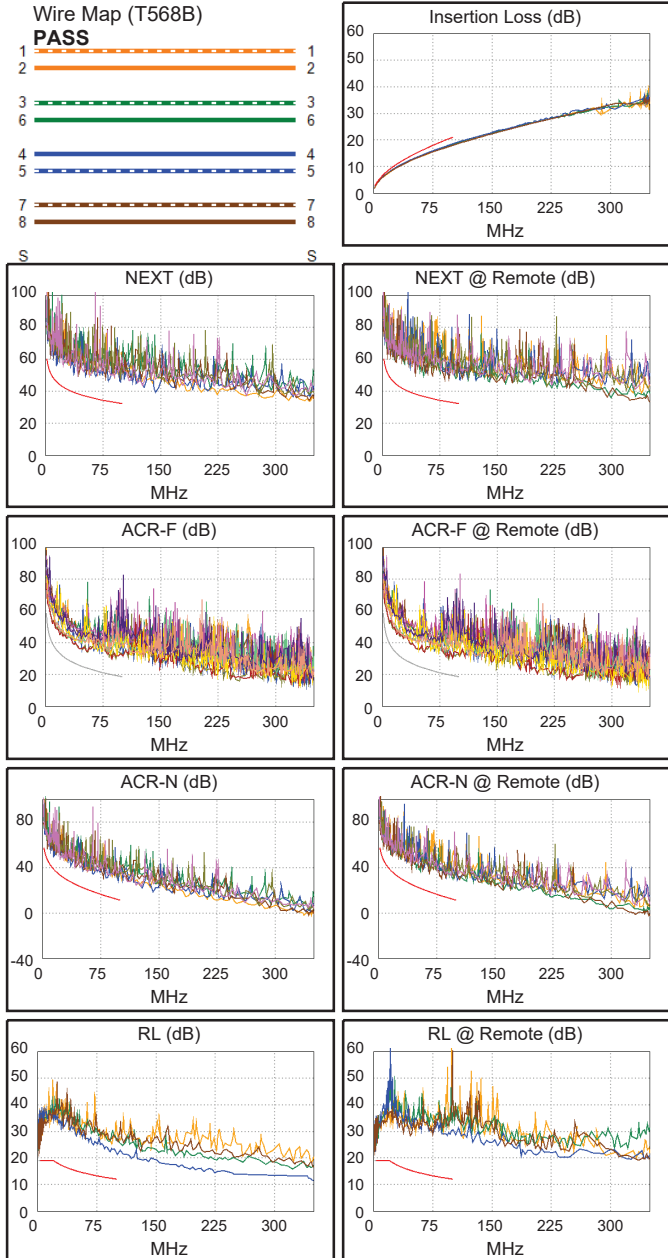 Wire Map (T568B)
PASS
1 1
2 2
3 3
6 6
4 4
5 5
7 7
8 8
S S
Insertion Loss (dB)
60
50
40
30
20
10
0
0 75 150 225 300
MHz
NEXT (dB)
100
80
60
40
20
0
0 75 150 225 300
MHz
NEXT @ Remote (dB)
100
80
60
40
20
0
0 75 150 225 300
MHz
ACR-F (dB)
100
80
60
40
20
0
0 75 150 225 300
MHz
ACR-F @ Remote (dB)
100
80
60
40
20
0
0 75 150 225 300
MHz
ACR-N (dB)
80
40
0
-40
0 75 150 225 300
MHz
ACR-N @ Remote (dB)
80
40
0
-40
0 75 150 225 300
MHz
RL (dB)
60
50
40
30
20
10
0
0 75 150 225 300
MHz
RL @ Remote (dB)
60
50
40
30
20
10
0
0 75 150 225 300
MHz